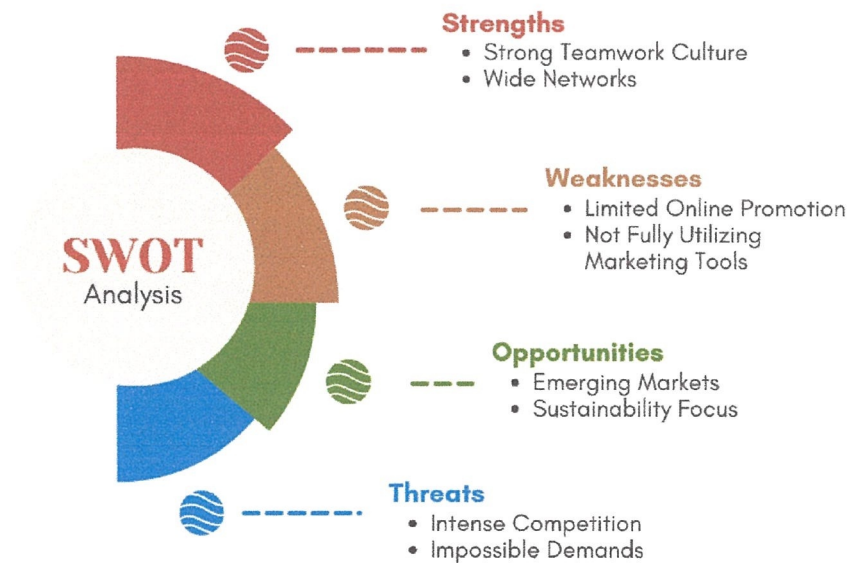 Strengths
• Strong Teamwork Culture
• Wide Networks
Weaknesses
• Limited Online Promotion
• Not Fully Utilizing
Marketing Tools
SWOT
Analysis
Opportunities
• Emerging Markets
• Sustainability Focus
Threats
• Intense Competition
• Impossible Demands